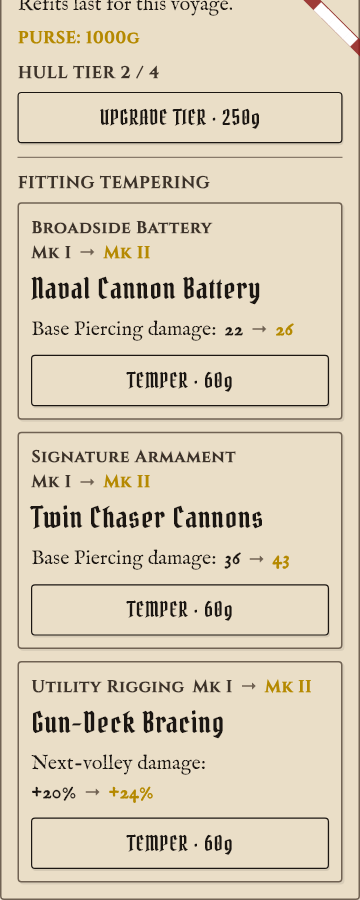 Refits last for this voyage.
PURSE: 1000G
HULL TIER 2 / 4
UPGRADE TIER · 250g
FITTING TEMPERING
BROADSIDE BATTERY
MK I → MK II
Naval Cannon Battery
Base Piercing damage: 22 → 26
TEMPER · 60g
SIGNATURE ARMAMENT
MK I → MK II
Twin Chaser Cannons
Base Piercing damage: 36 → 43
TEMPER · 60g
UTILITY RIGGING MK I → MK II
Gun-Deck Bracing
Next-volley damage:
+20% → +24%
TEMPER · 60g